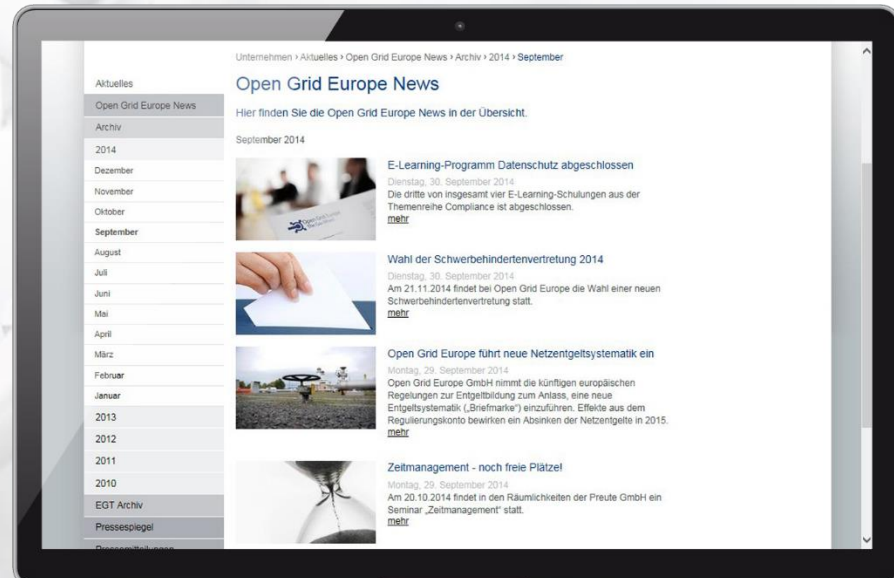 Unternehmen › Aktuelles › Open Grid Europe News › Archiv › 2014 › September
Aktuelles
Open Grid Europe News
Archiv
2014
Dezember
November
Oktober
September
August
Juli
Juni
Mai
April
März
Februar
Januar
2013
2012
2011
2010
EGT Archiv
Pressespiegel
Pressemitteilungen
Open Grid Europe News
Hier finden Sie die Open Grid Europe News in der Übersicht.
September 2014
Open Grid Europe
The Gas Wheel
E-Learning-Programm Datenschutz abgeschlossen
Dienstag, 30. September 2014
Die dritte von insgesamt vier E-Learning-Schulungen aus der
Themenreihe Compliance ist abgeschlossen.
mehr
Wahl der Schwerbehindertenvertretung 2014
Dienstag, 30. September 2014
Am 21.11.2014 findet bei Open Grid Europe die Wahl einer neuen
Schwerbehindertenvertretung statt.
mehr
Open Grid Europe führt neue Netzentgeltsystematik ein
Montag, 29. September 2014
Open Grid Europe GmbH nimmt die künftigen europäischen
Regelungen zur Entgeltbildung zum Anlass, eine neue
Entgeltsystematik („Briefmarke“) einzuführen. Effekte aus dem
Regulierungskonto bewirken ein Absinken der Netzentgelte in 2015.
mehr
Zeitmanagement - noch freie Plätze!
Montag, 29. September 2014
Am 20.10.2014 findet in den Räumlichkeiten der Preute GmbH ein
Seminar „Zeitmanagement“ statt.
mehr